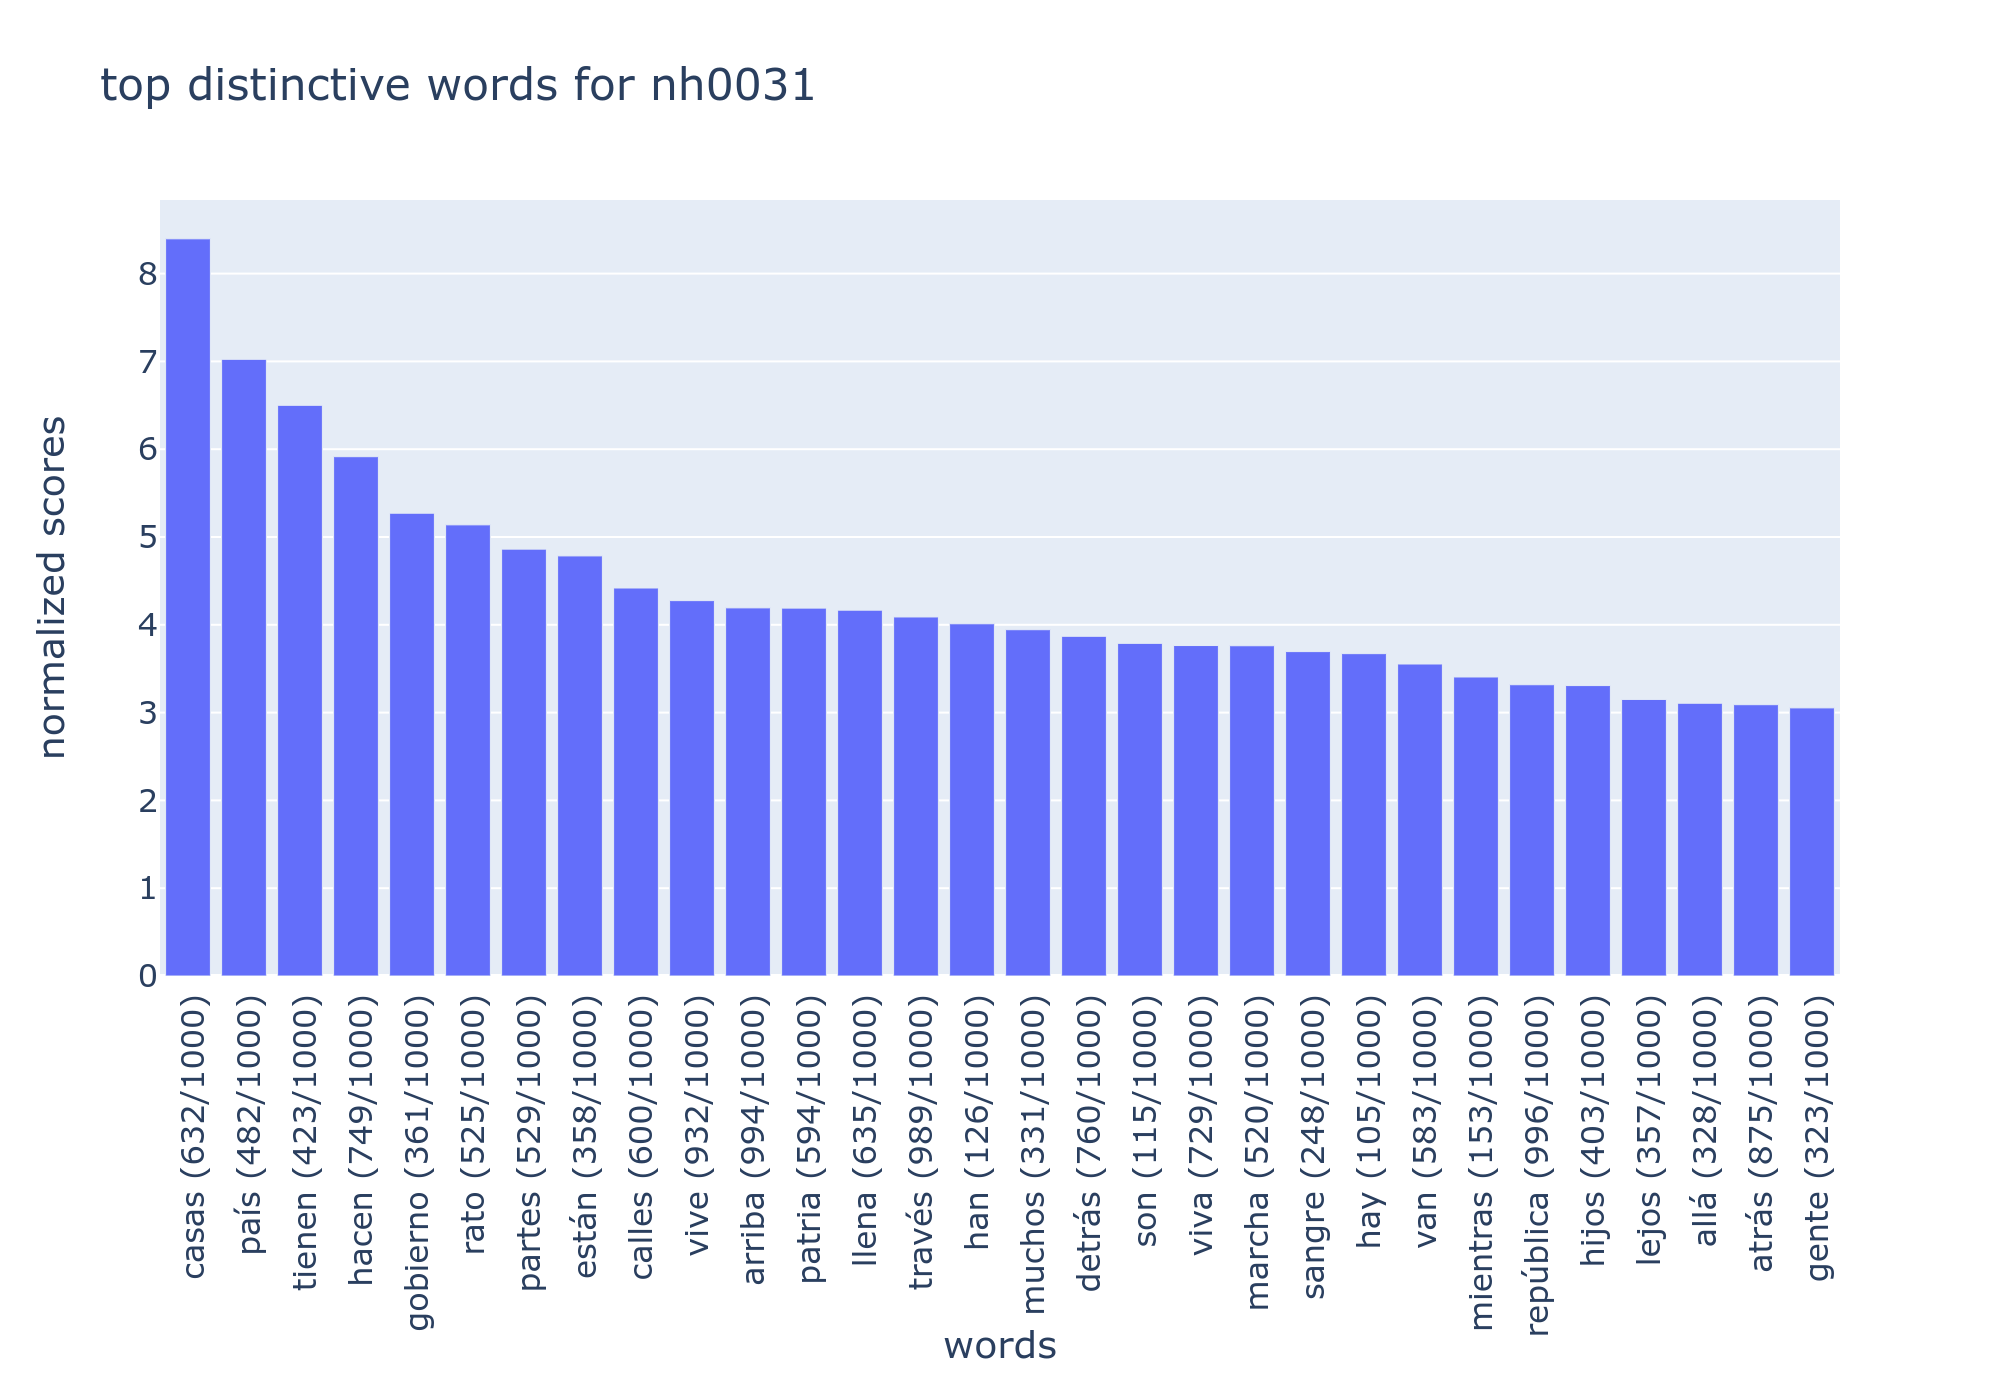 top distinctive words for nh0031
normalized scores
8
7
6
5
4
3
2
1
0
casas (632/1000)
país (482/1000)
tienen (423/1000)
hacen (749/1000)
gobierno (361/1000)
rato (525/1000)
partes (529/1000)
están (358/1000)
calles (600/1000)
vive (932/1000)
arriba (994/1000)
patria (594/1000)
llena (635/1000)
través (989/1000)
han (126/1000)
muchos (331/1000)
detrás (760/1000)
son (115/1000)
viva (729/1000)
marcha (520/1000)
sangre (248/1000)
hay (105/1000)
van (583/1000)
mientras (153/1000)
república (996/1000)
hijos (403/1000)
lejos (357/1000)
allá (328/1000)
atrás (875/1000)
gente (323/1000)
words